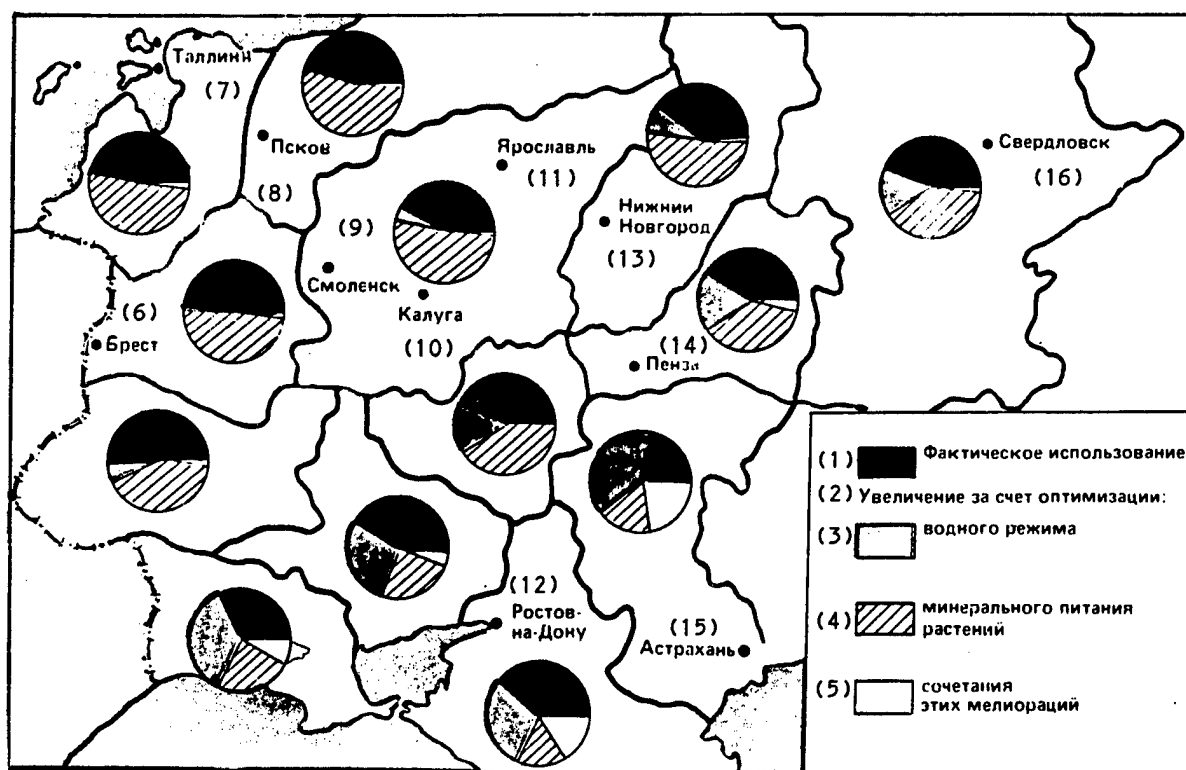 Таллинн
(7)
Псков
(8)
Ярославль
(11)
(9)
Смоленск
Калуга
(10)
Нижнии
Новгород
(13)
Свердловск
(16)
(6)
Брест
(14)
Пенза
(12)
Ростов-
на-Дону
(15)
Астрахань
(1) Фактическое использование
(2) Увеличение за счет оптимизации:
(3) водного режима
(4) минерального питания
растений
(5) сочетания
этих мелиораций